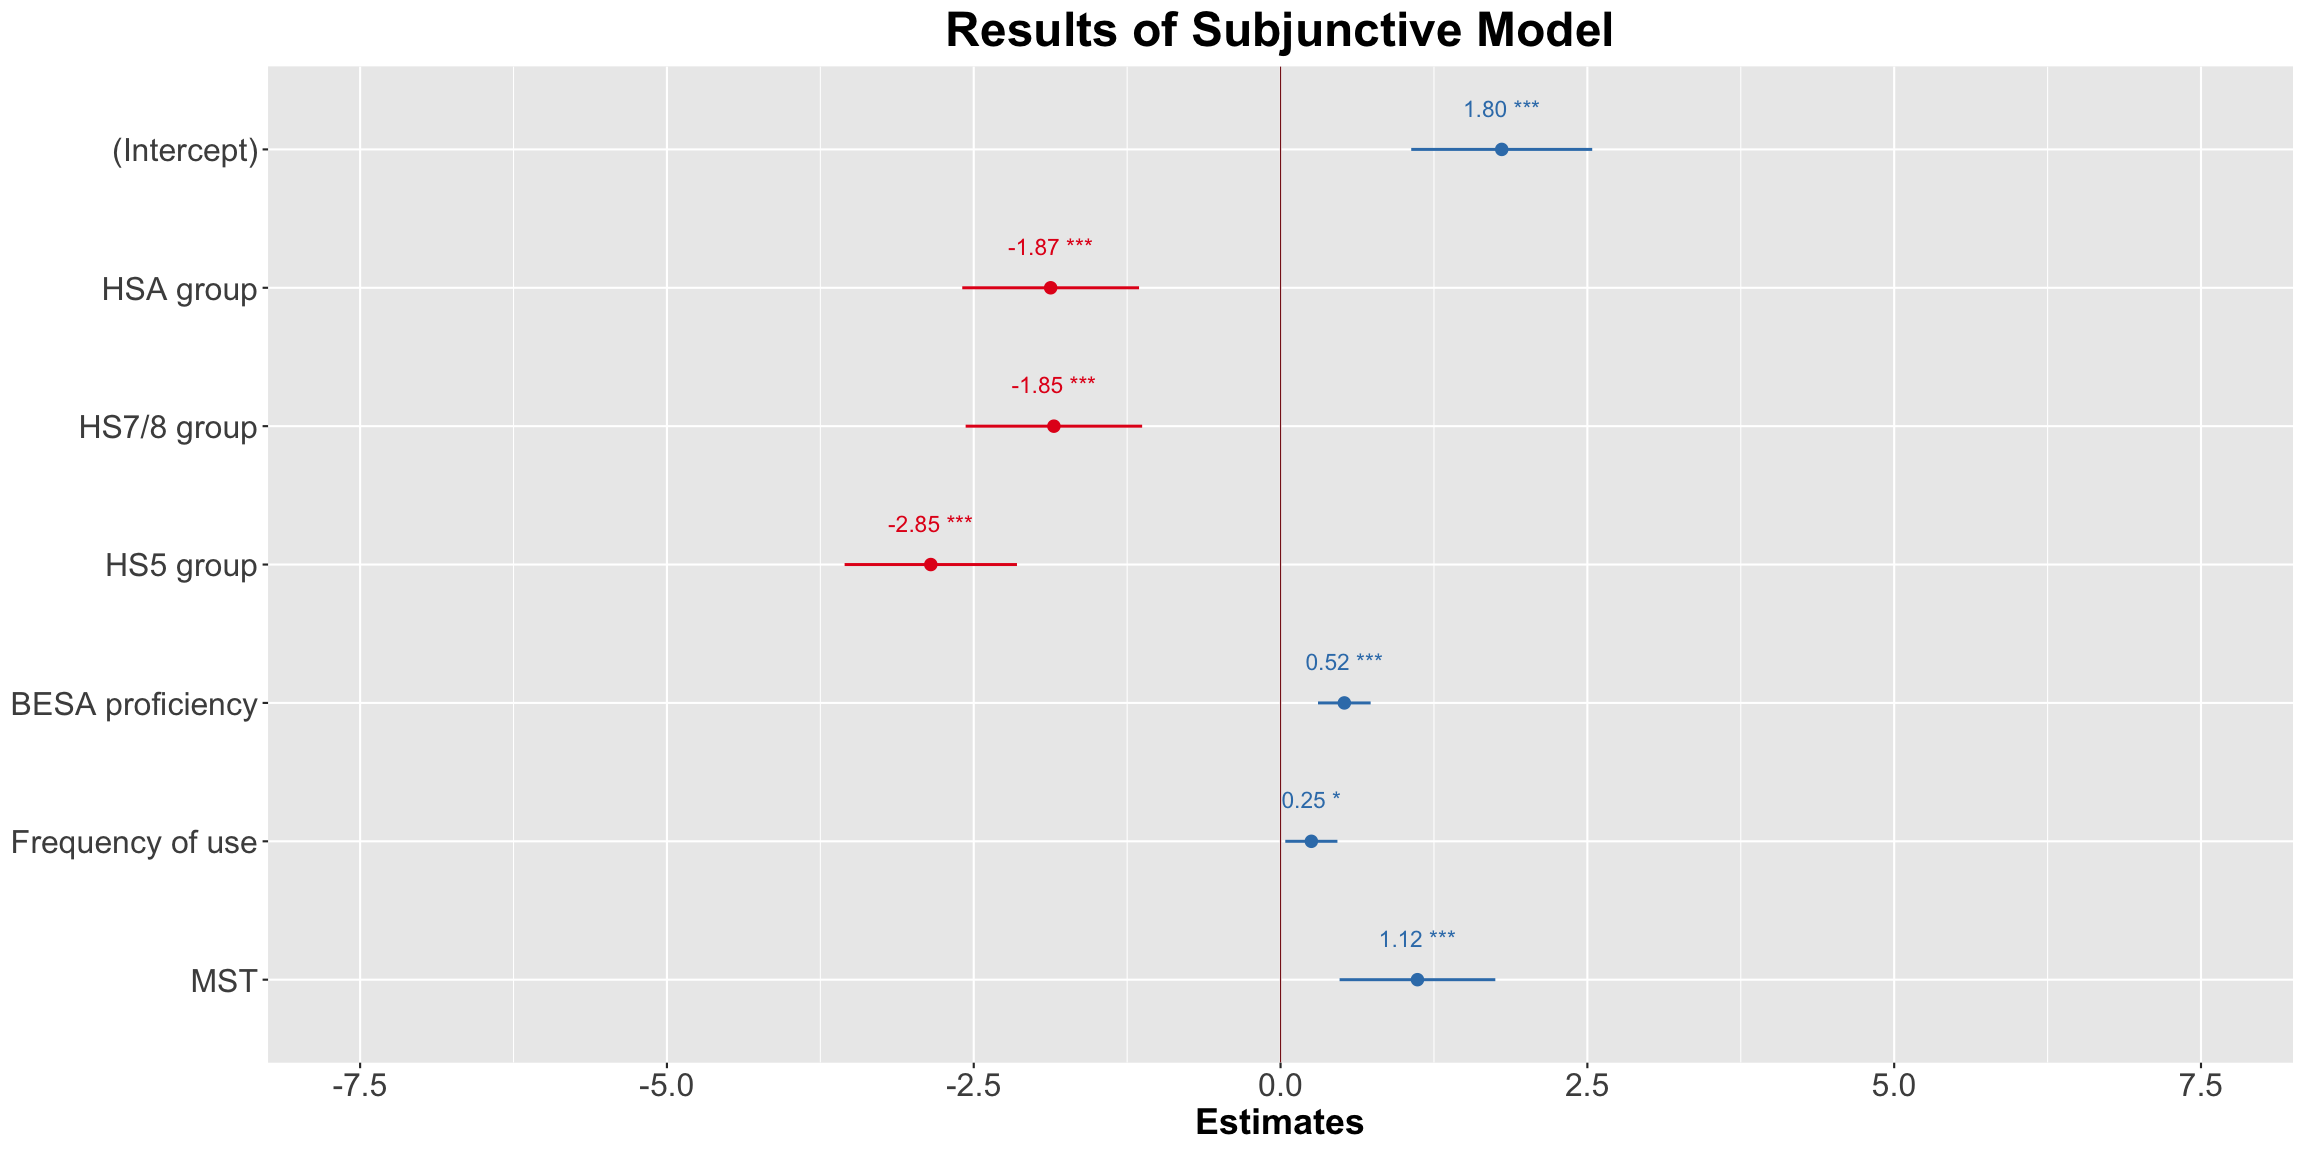 Results of Subjunctive Model
(Intercept)
1.80 ***
HSA group
-1.87 ***
HS7/8 group
-1.85 ***
HS5 group
-2.85 ***
BESA proficiency
0.52 ***
Frequency of use
0.25 *
MST
1.12 ***
-7.5 -5.0 -2.5 0.0 2.5 5.0 7.5
Estimates